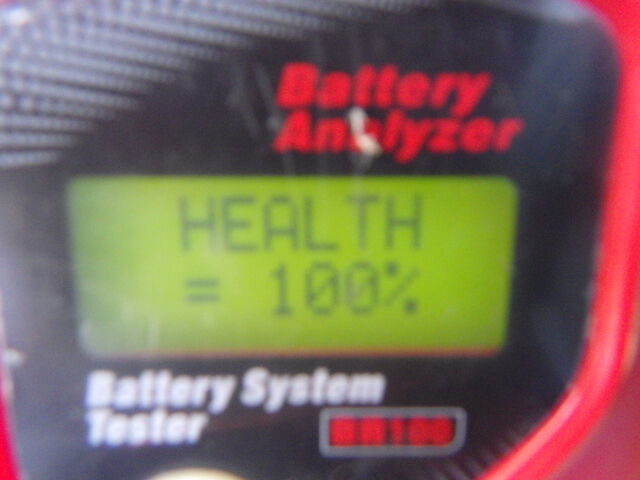 Battery
Analyzer
HEALTH
= 100%
Battery System
Tester